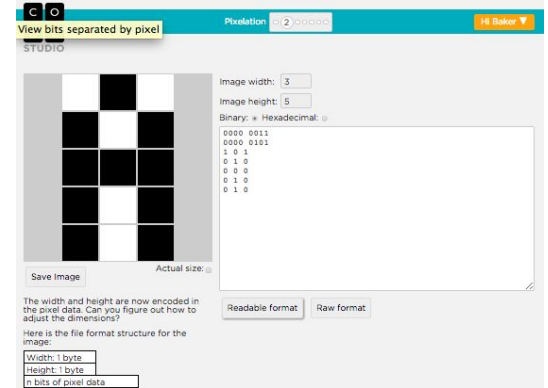 C O
View bits separated by pixel
STUDIO
Pixelation
2
Hi Baker ▼
Image width: 3
Image height: 5
Binary: Hexadecimal:
0000 0011
0000 0101
1 0 1
0 1 0
0 0 0
0 1 0
0 1 0
Actual size:
Save Image
Readable format
Raw format
The width and height are now encoded in
the pixel data. Can you figure out how to
adjust the dimensions?
Here is the file format structure for the
image:
Width: 1 byte
Height: 1 byte
n bits of pixel data